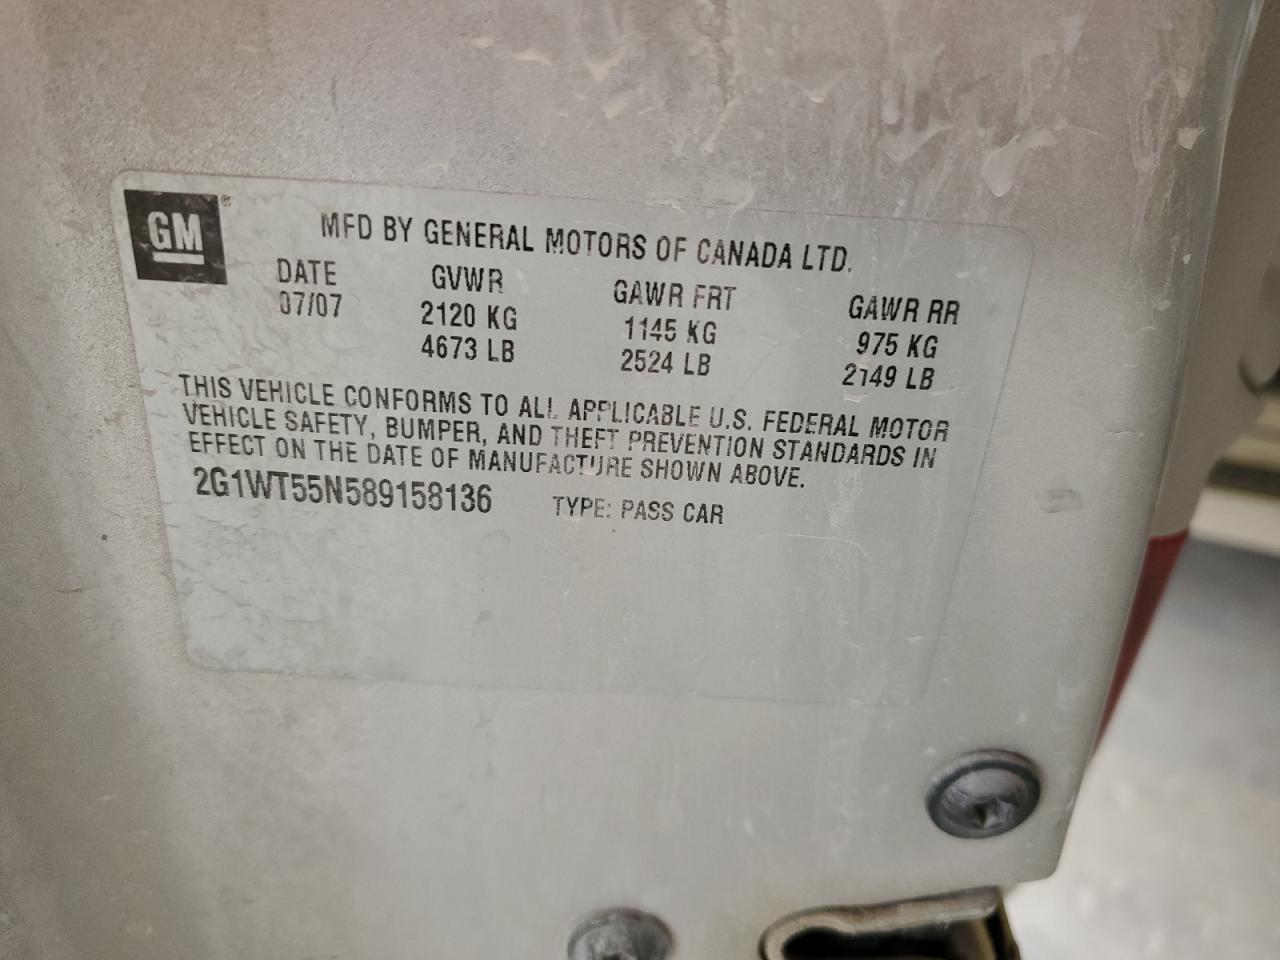 GM®
MFD BY GENERAL MOTORS OF CANADA LTD.
DATE GVWR GAWR FRT GAWR RR
07/07 2120 KG 1145 KG 975 KG
4673 LB 2524 LB 2149 LB
THIS VEHICLE CONFORMS TO ALL APPLICABLE U.S. FEDERAL MOTOR
VEHICLE SAFETY, BUMPER, AND THEFT PREVENTION STANDARDS IN
EFFECT ON THE DATE OF MANUFACTURE SHOWN ABOVE.
2G1WT55N589158136 TYPE: PASS CAR